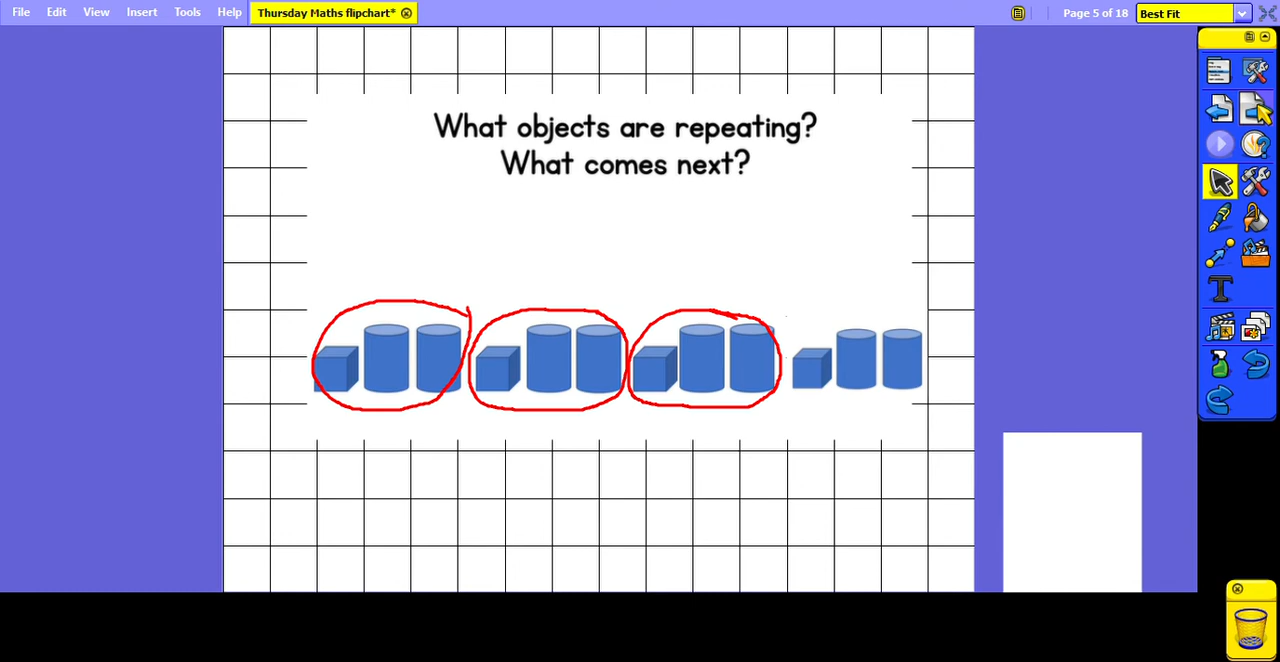 File Edit View Insert Tools Help Thursday Maths flipchart* Page 5 of 18 Best Fit
What objects are repeating?
What comes next?
T